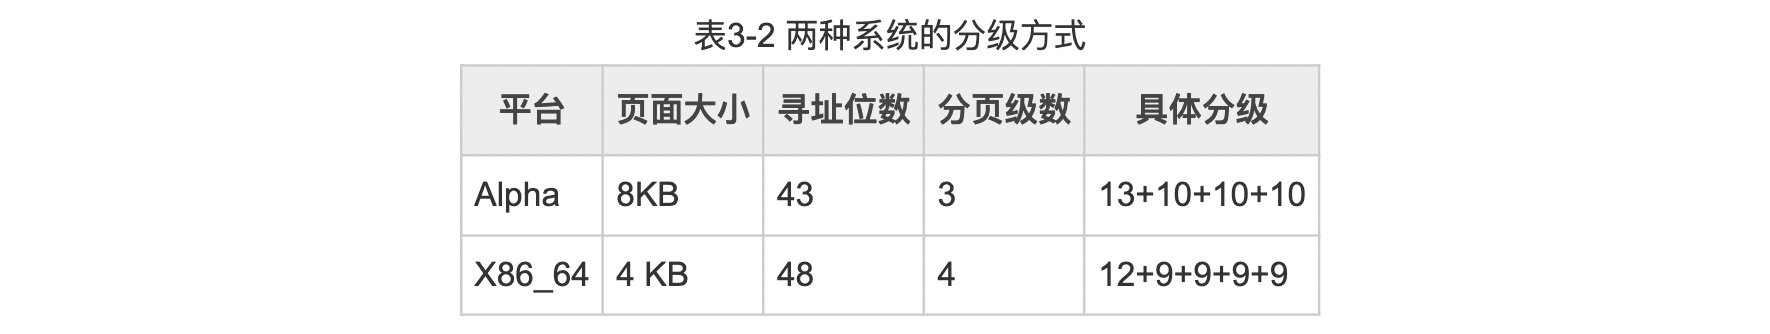 表3-2 两种系统的分级方式
平台 页面大小 寻址位数 分页级数 具体分级
Alpha 8KB 43 3 13+10+10+10
X86_64 4 KB 48 4 12+9+9+9+9